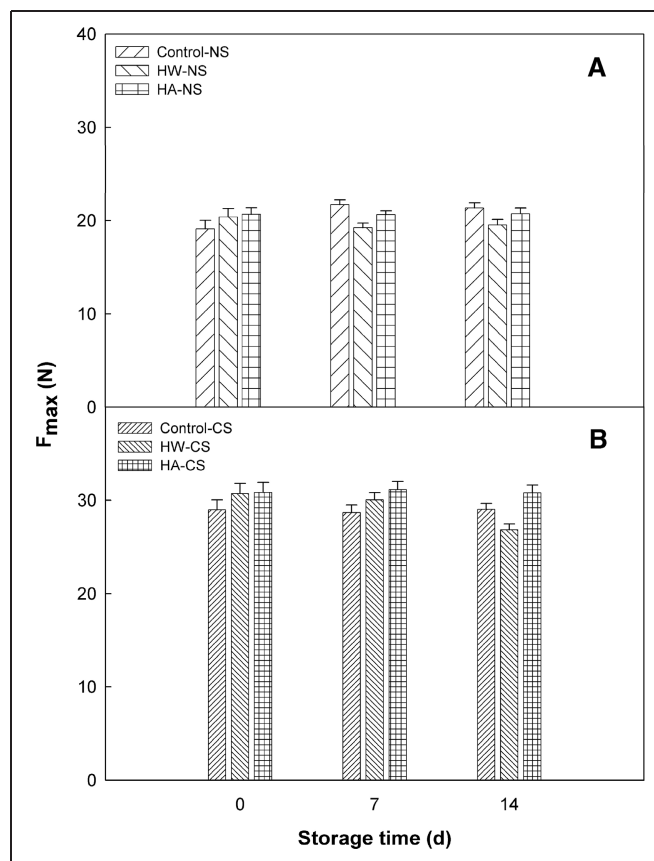 40
30
20
10
0
Control-NS
HW-NS
HA-NS
A
F max (N)
30
20
10
0
Control-CS
HW-CS
HA-CS
B
0 7 14
Storage time (d)